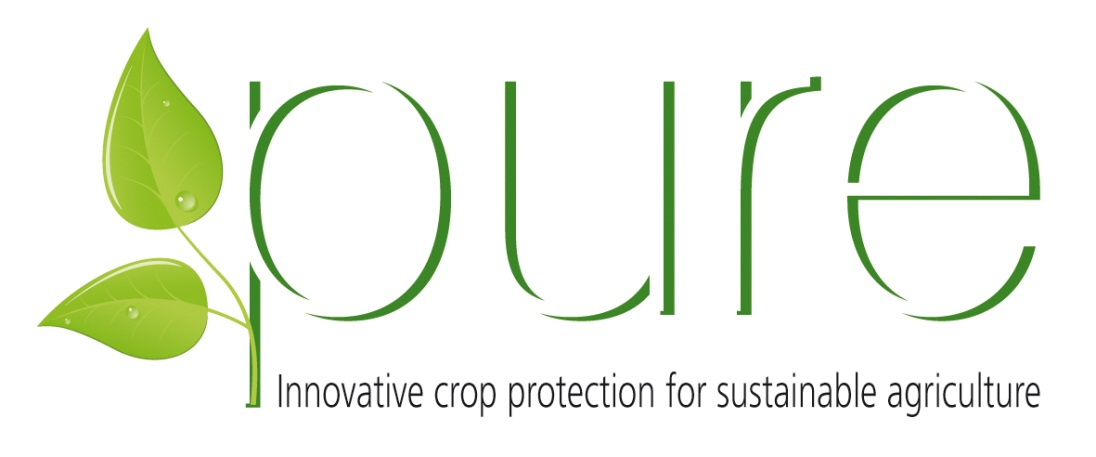 pure
Innovative crop protection for sustainable agriculture